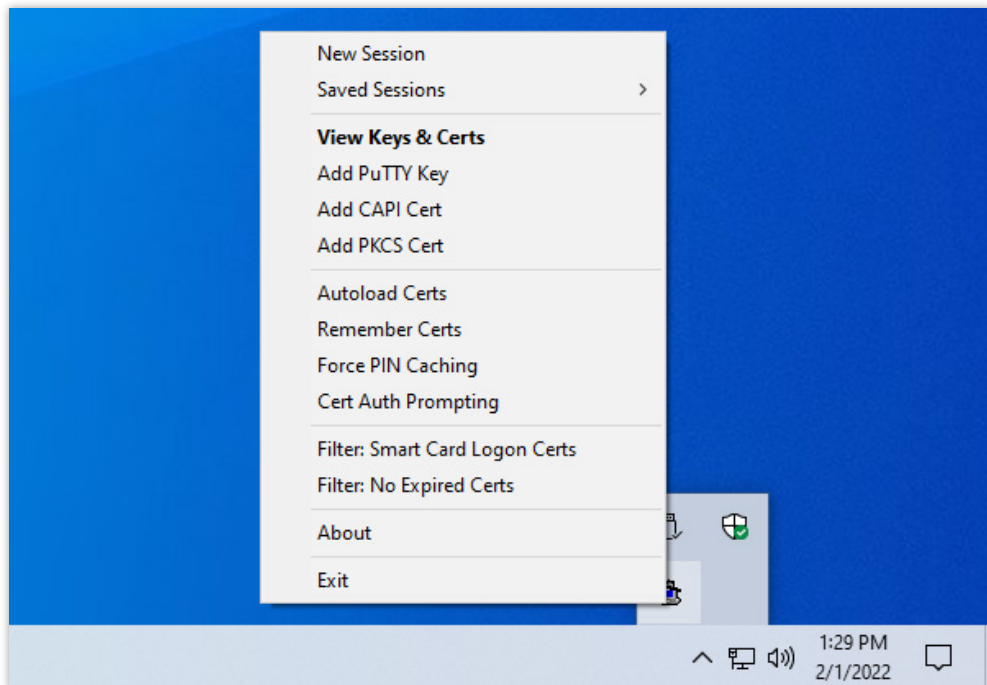 New Session
Saved Sessions
View Keys & Certs
Add PuTTY Key
Add CAPI Cert
Add PKCS Cert
Autoload Certs
Remember Certs
Force PIN Caching
Cert Auth Prompting
Filter: Smart Card Logon Certs
Filter: No Expired Certs
About
Exit
1:29 PM
2/1/2022